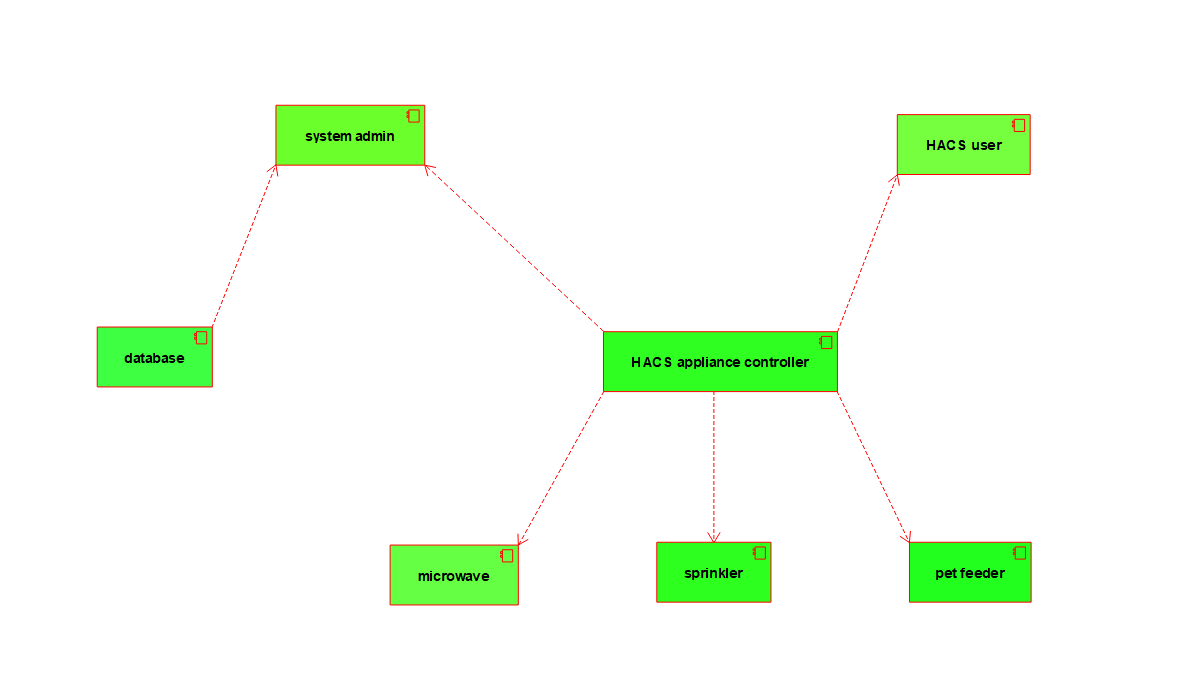 system admin
HACS user
database
HACS appliance controller
microwave
sprinkler
pet feeder